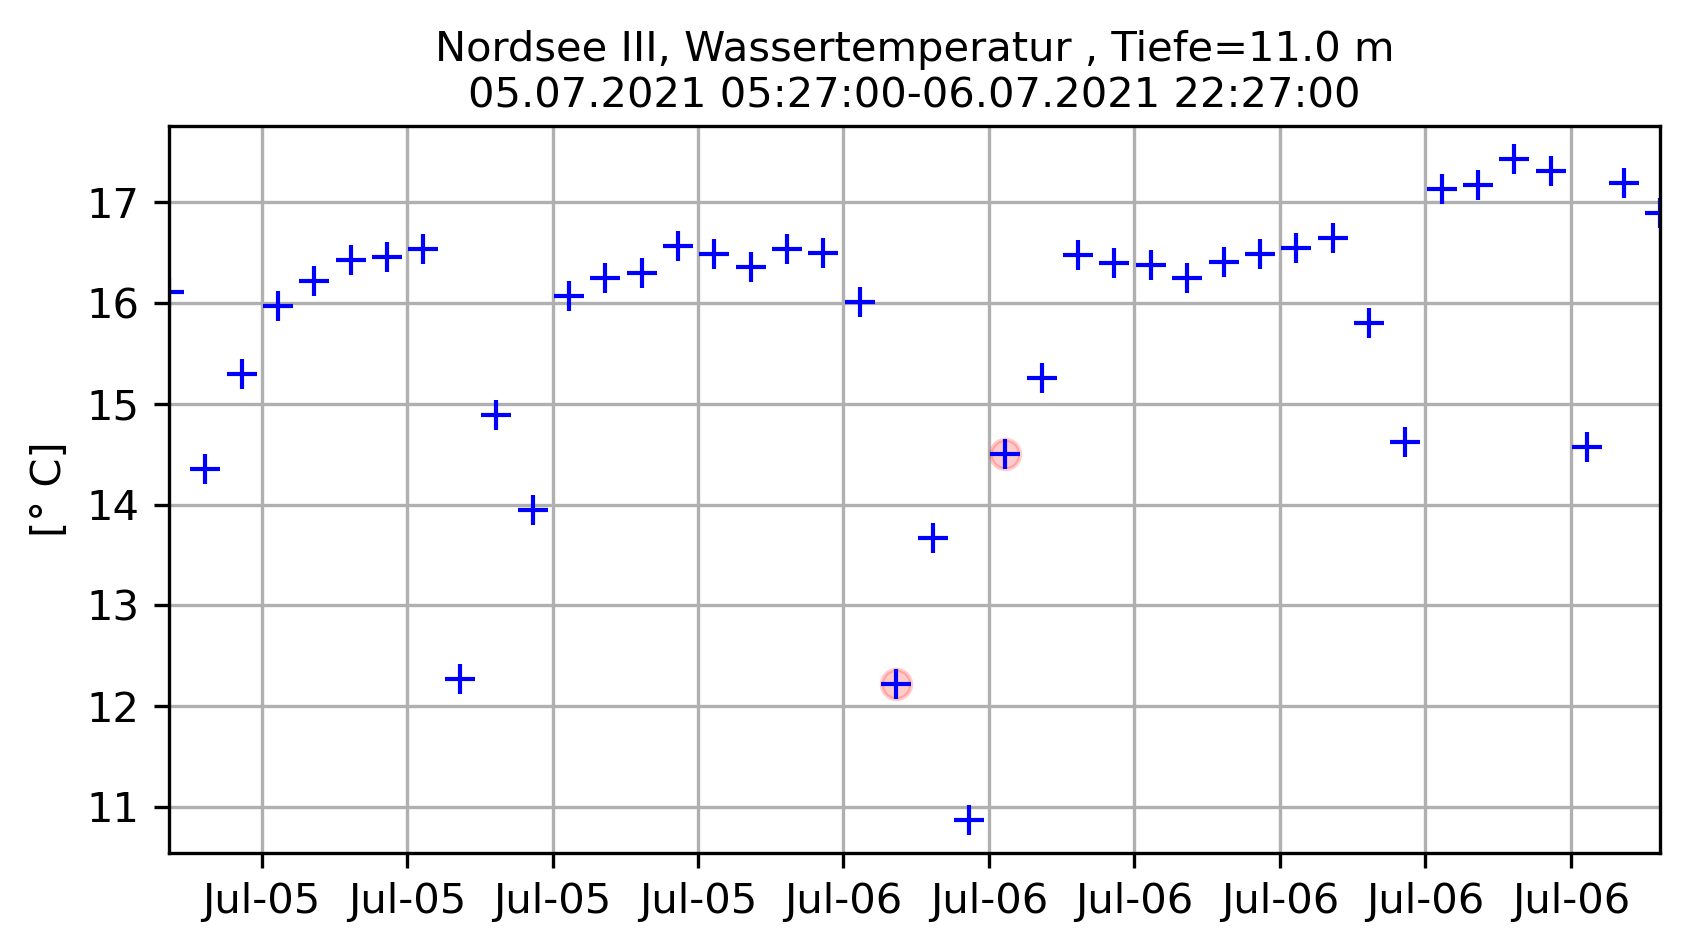 Nordsee III, Wassertemperatur , Tiefe=11.0 m
05.07.2021 05:27:00-06.07.2021 22:27:00
[° C]
17
16
15
14
13
12
11
Jul-05 Jul-05 Jul-05 Jul-05 Jul-06 Jul-06 Jul-06 Jul-06 Jul-06 Jul-06